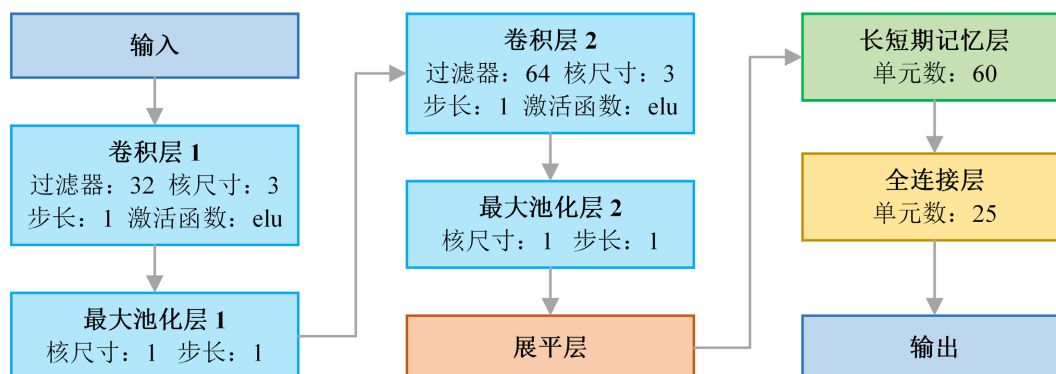 输入
卷积层 1
过滤器：32 核尺寸：3
步长：1 激活函数：elu
最大池化层 1
核尺寸：1 步长：1
卷积层 2
过滤器：64 核尺寸：3
步长：1 激活函数：elu
最大池化层 2
核尺寸：1 步长：1
展平层
长短期记忆层
单元数：60
全连接层
单元数：25
输出